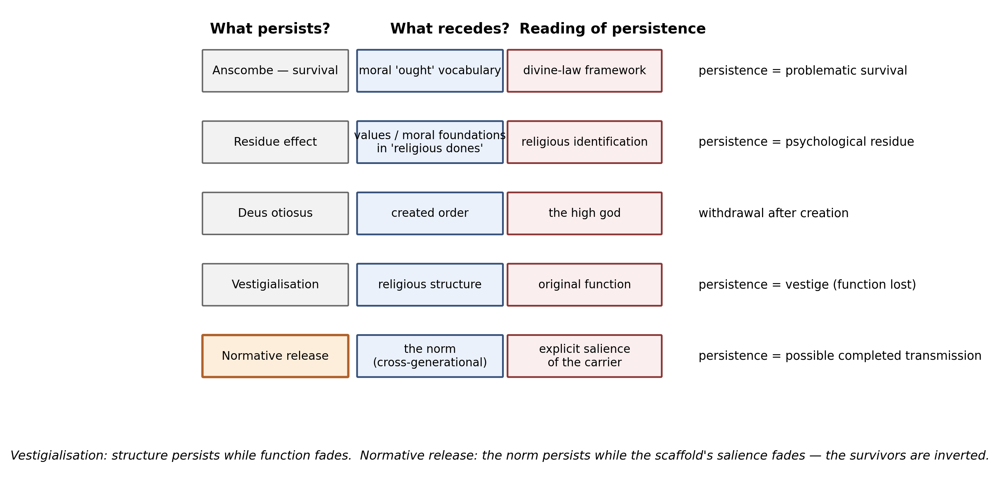 What persists? What recedes? Reading of persistence
Anscombe — survival moral 'ought' vocabulary divine-law framework persistence = problematic survival
Residue effect values / moral foundations
in 'religious dones' religious identification persistence = psychological residue
Deus otiosus created order the high god withdrawal after creation
Vestigialisation religious structure original function persistence = vestige (function lost)
Normative release the norm
(cross-generational) explicit salience
of the carrier persistence = possible completed transmission
Vestigialisation: structure persists while function fades. Normative release: the norm persists while the scaffold's salience fades — the survivors are inverted.